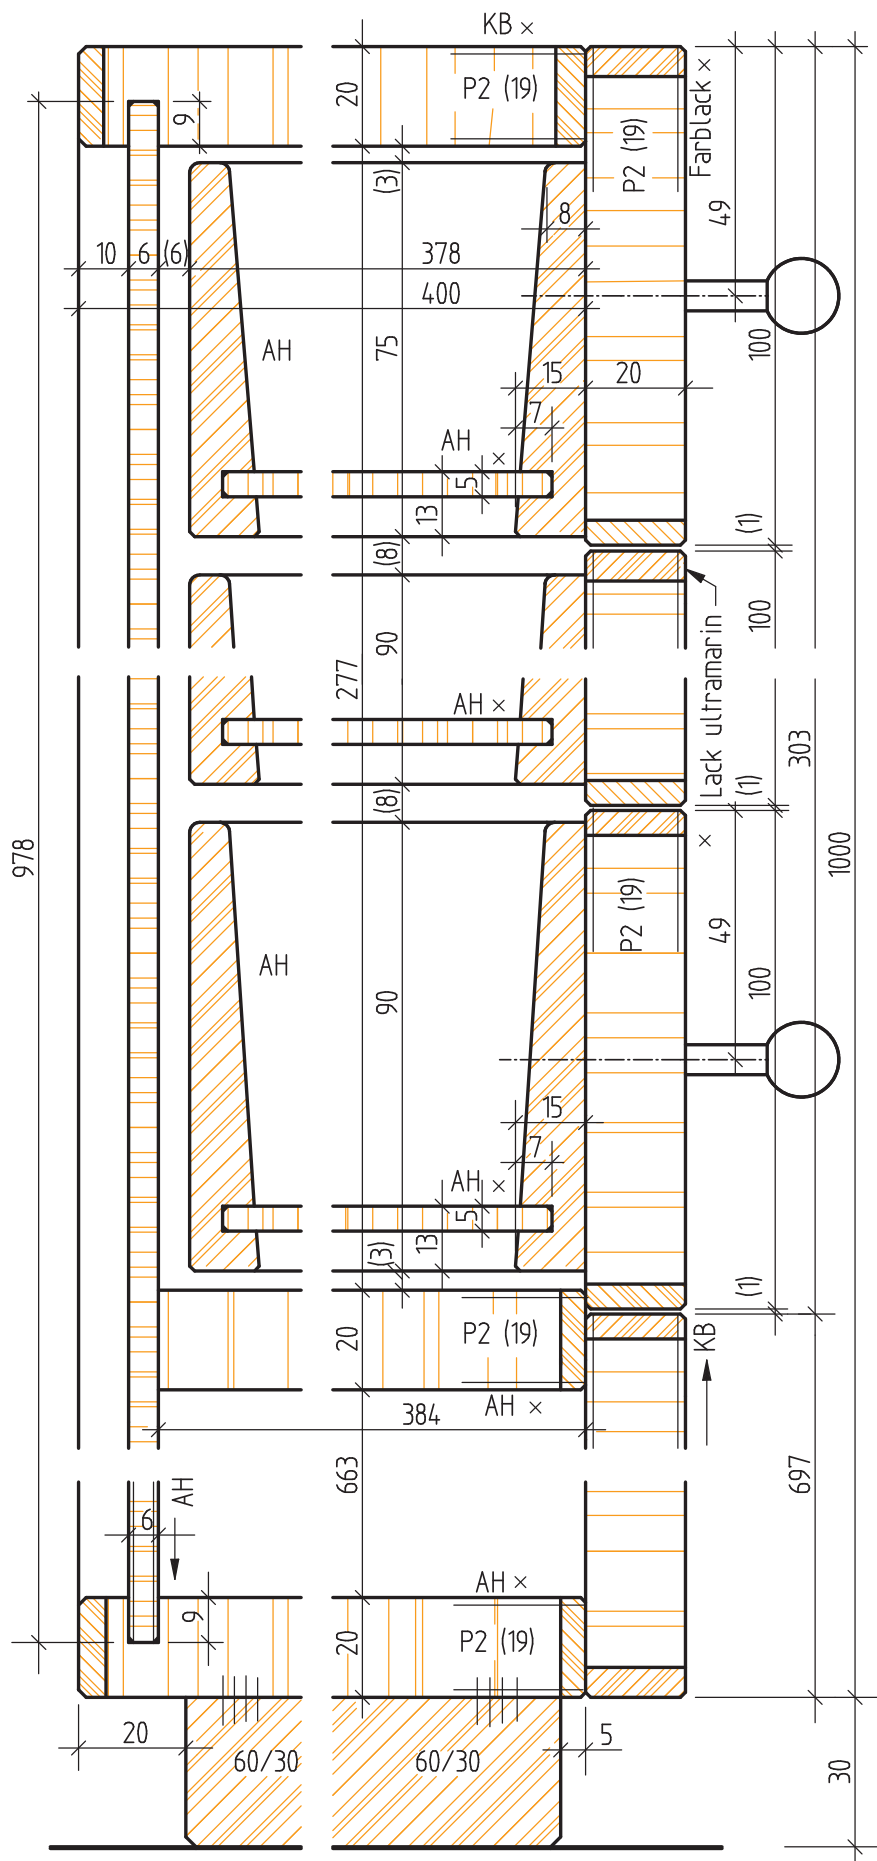 KB ×
20
P2 (19)
Farblack ×
9
P2 (19)
(3)
49
8
10
6
(6)
378
400
100
AH
75
15
20
7
AH ×
5
13
(1)
(8)
100
90
277
Lack ultramarin
AH ×
303
(1)
(8)
×
978
1000
P2 (19)
49
AH
90
100
15
7
AH ×
5
13
(3)
(1)
20
P2 (19)
KB
AH ×
384
663
697
AH
6
AH ×
9
20
P2 (19)
20
60/30
60/30
5
30